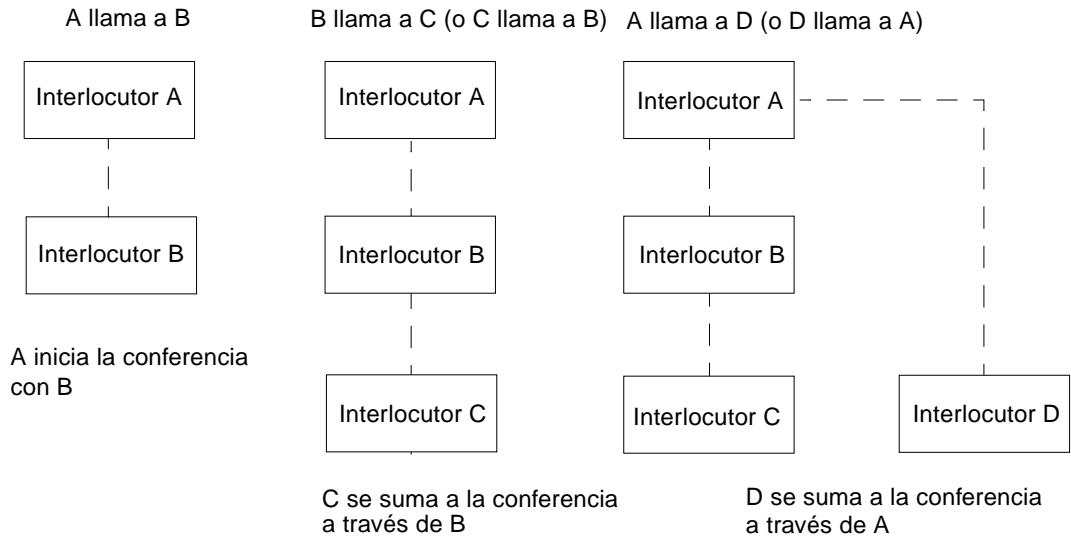 A llama a B
B llama a C (o C llama a B)
A llama a D (o D llama a A)
Interlocutor A
Interlocutor A
Interlocutor A
Interlocutor B
Interlocutor B
Interlocutor B
A inicia la conferencia
con B
Interlocutor C
Interlocutor C
Interlocutor D
C se suma a la conferencia
a través de B
D se suma a la conferencia
a través de A